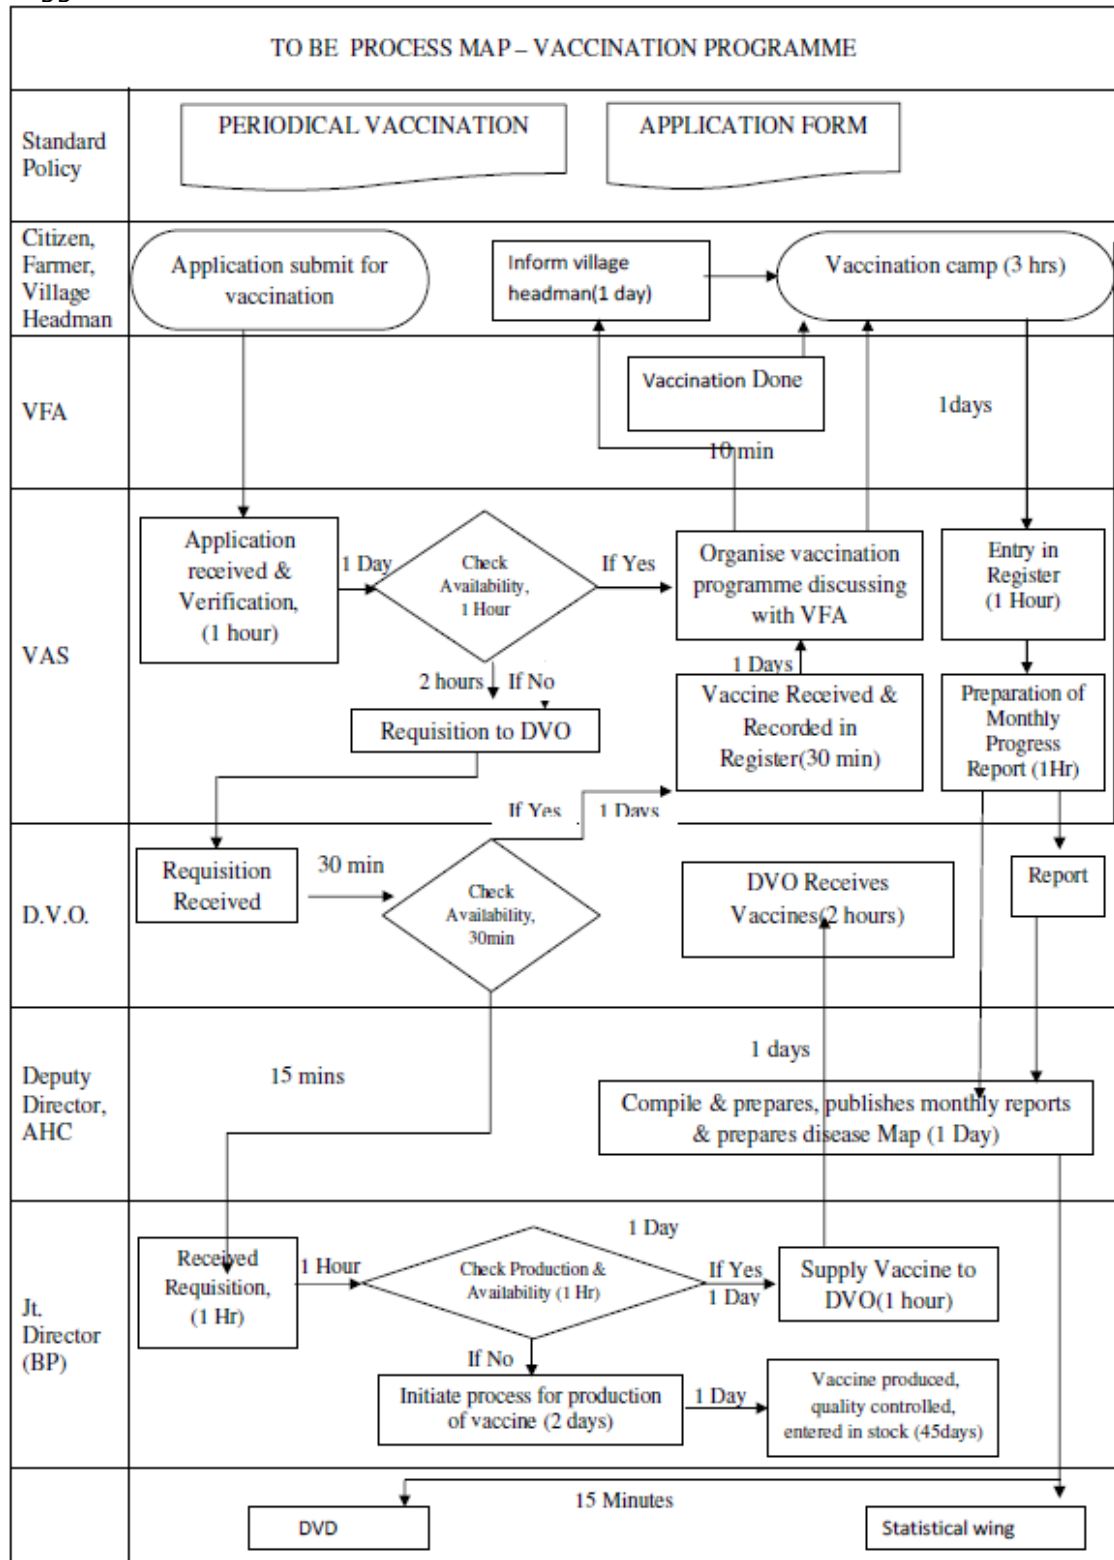 TO BE PROCESS MAP – VACCINATION PROGRAMME
Standard
Policy
PERIODICAL VACCINATION
APPLICATION FORM
Citizen,
Farmer,
Village
Headman
Application submit for
vaccination
Inform village
headman(1 day)
Vaccination camp (3 hrs)
VFA
Vaccination Done
1days
10 min
VAS
Application
received &
Verification,
(1 hour)
1 Day
Check
Availability,
1 Hour
If Yes
Organise vaccination
programme discussing
with VFA
Entry in
Register
(1 Hour)
2 hours
If No
1 Days
Requisition to DVO
Vaccine Received &
Recorded in
Register(30 min)
Preparation of
Monthly
Progress
Report (1Hr)
If Yes
1 Days
D.V.O.
Requisition
Received
30 min
Check
Availability,
30min
DVO Receives
Vaccines(2 hours)
Report
Deputy
Director,
AHC
15 mins
1 days
Compile & prepares, publishes monthly reports
& prepares disease Map (1 Day)
Jt.
Director
(BP)
Received
Requisition,
(1 Hr)
1 Hour
Check Production &
Availability (1 Hr)
1 Day
If Yes
1 Day
Supply Vaccine to
DVO(1 hour)
If No
Initiate process for production
of vaccine (2 days)
1 Day
Vaccine produced,
quality controlled,
entered in stock (45days)
15 Minutes
DVD
Statistical wing